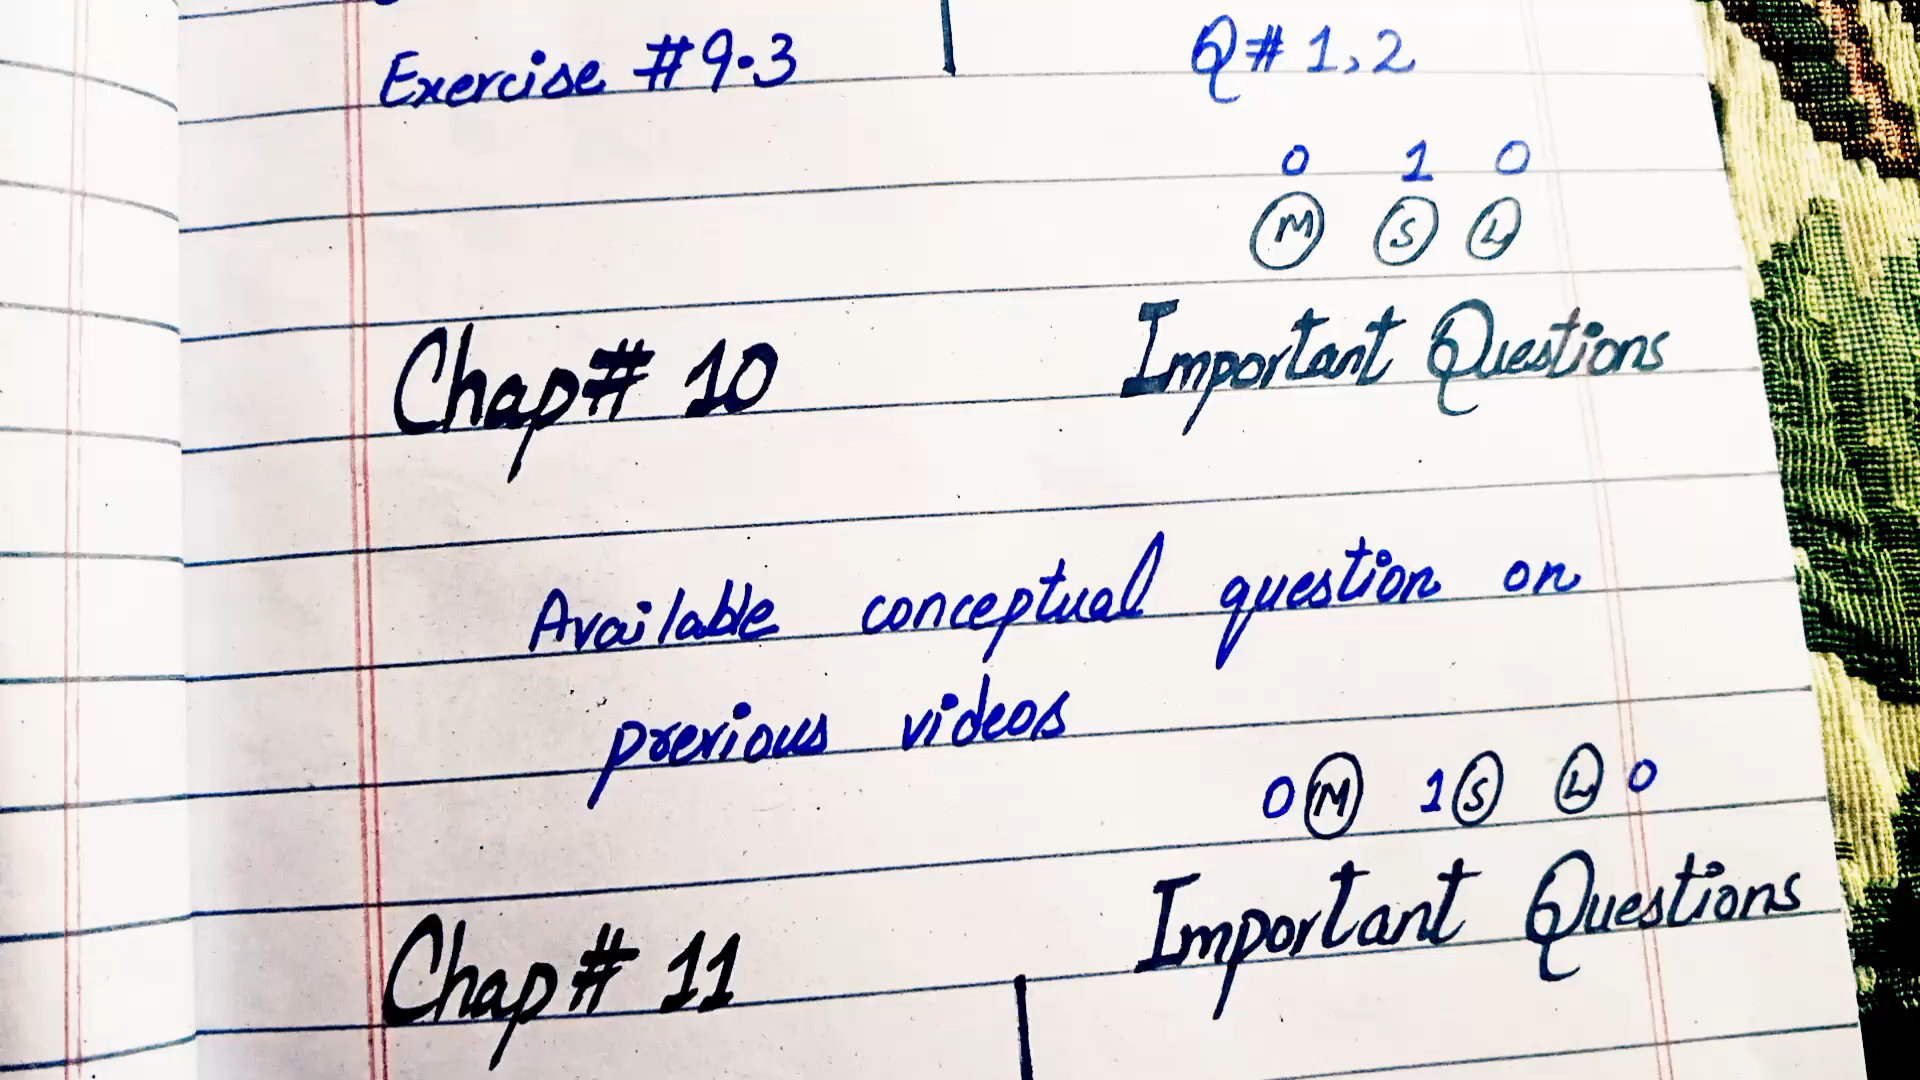 Exercise #9.3 Q# 1,2
0 1 0
M S L
Chap# 10 Important Questions
Available conceptual question on
previous videos
0 M 1 S L 0
Chap# 11 Important Questions